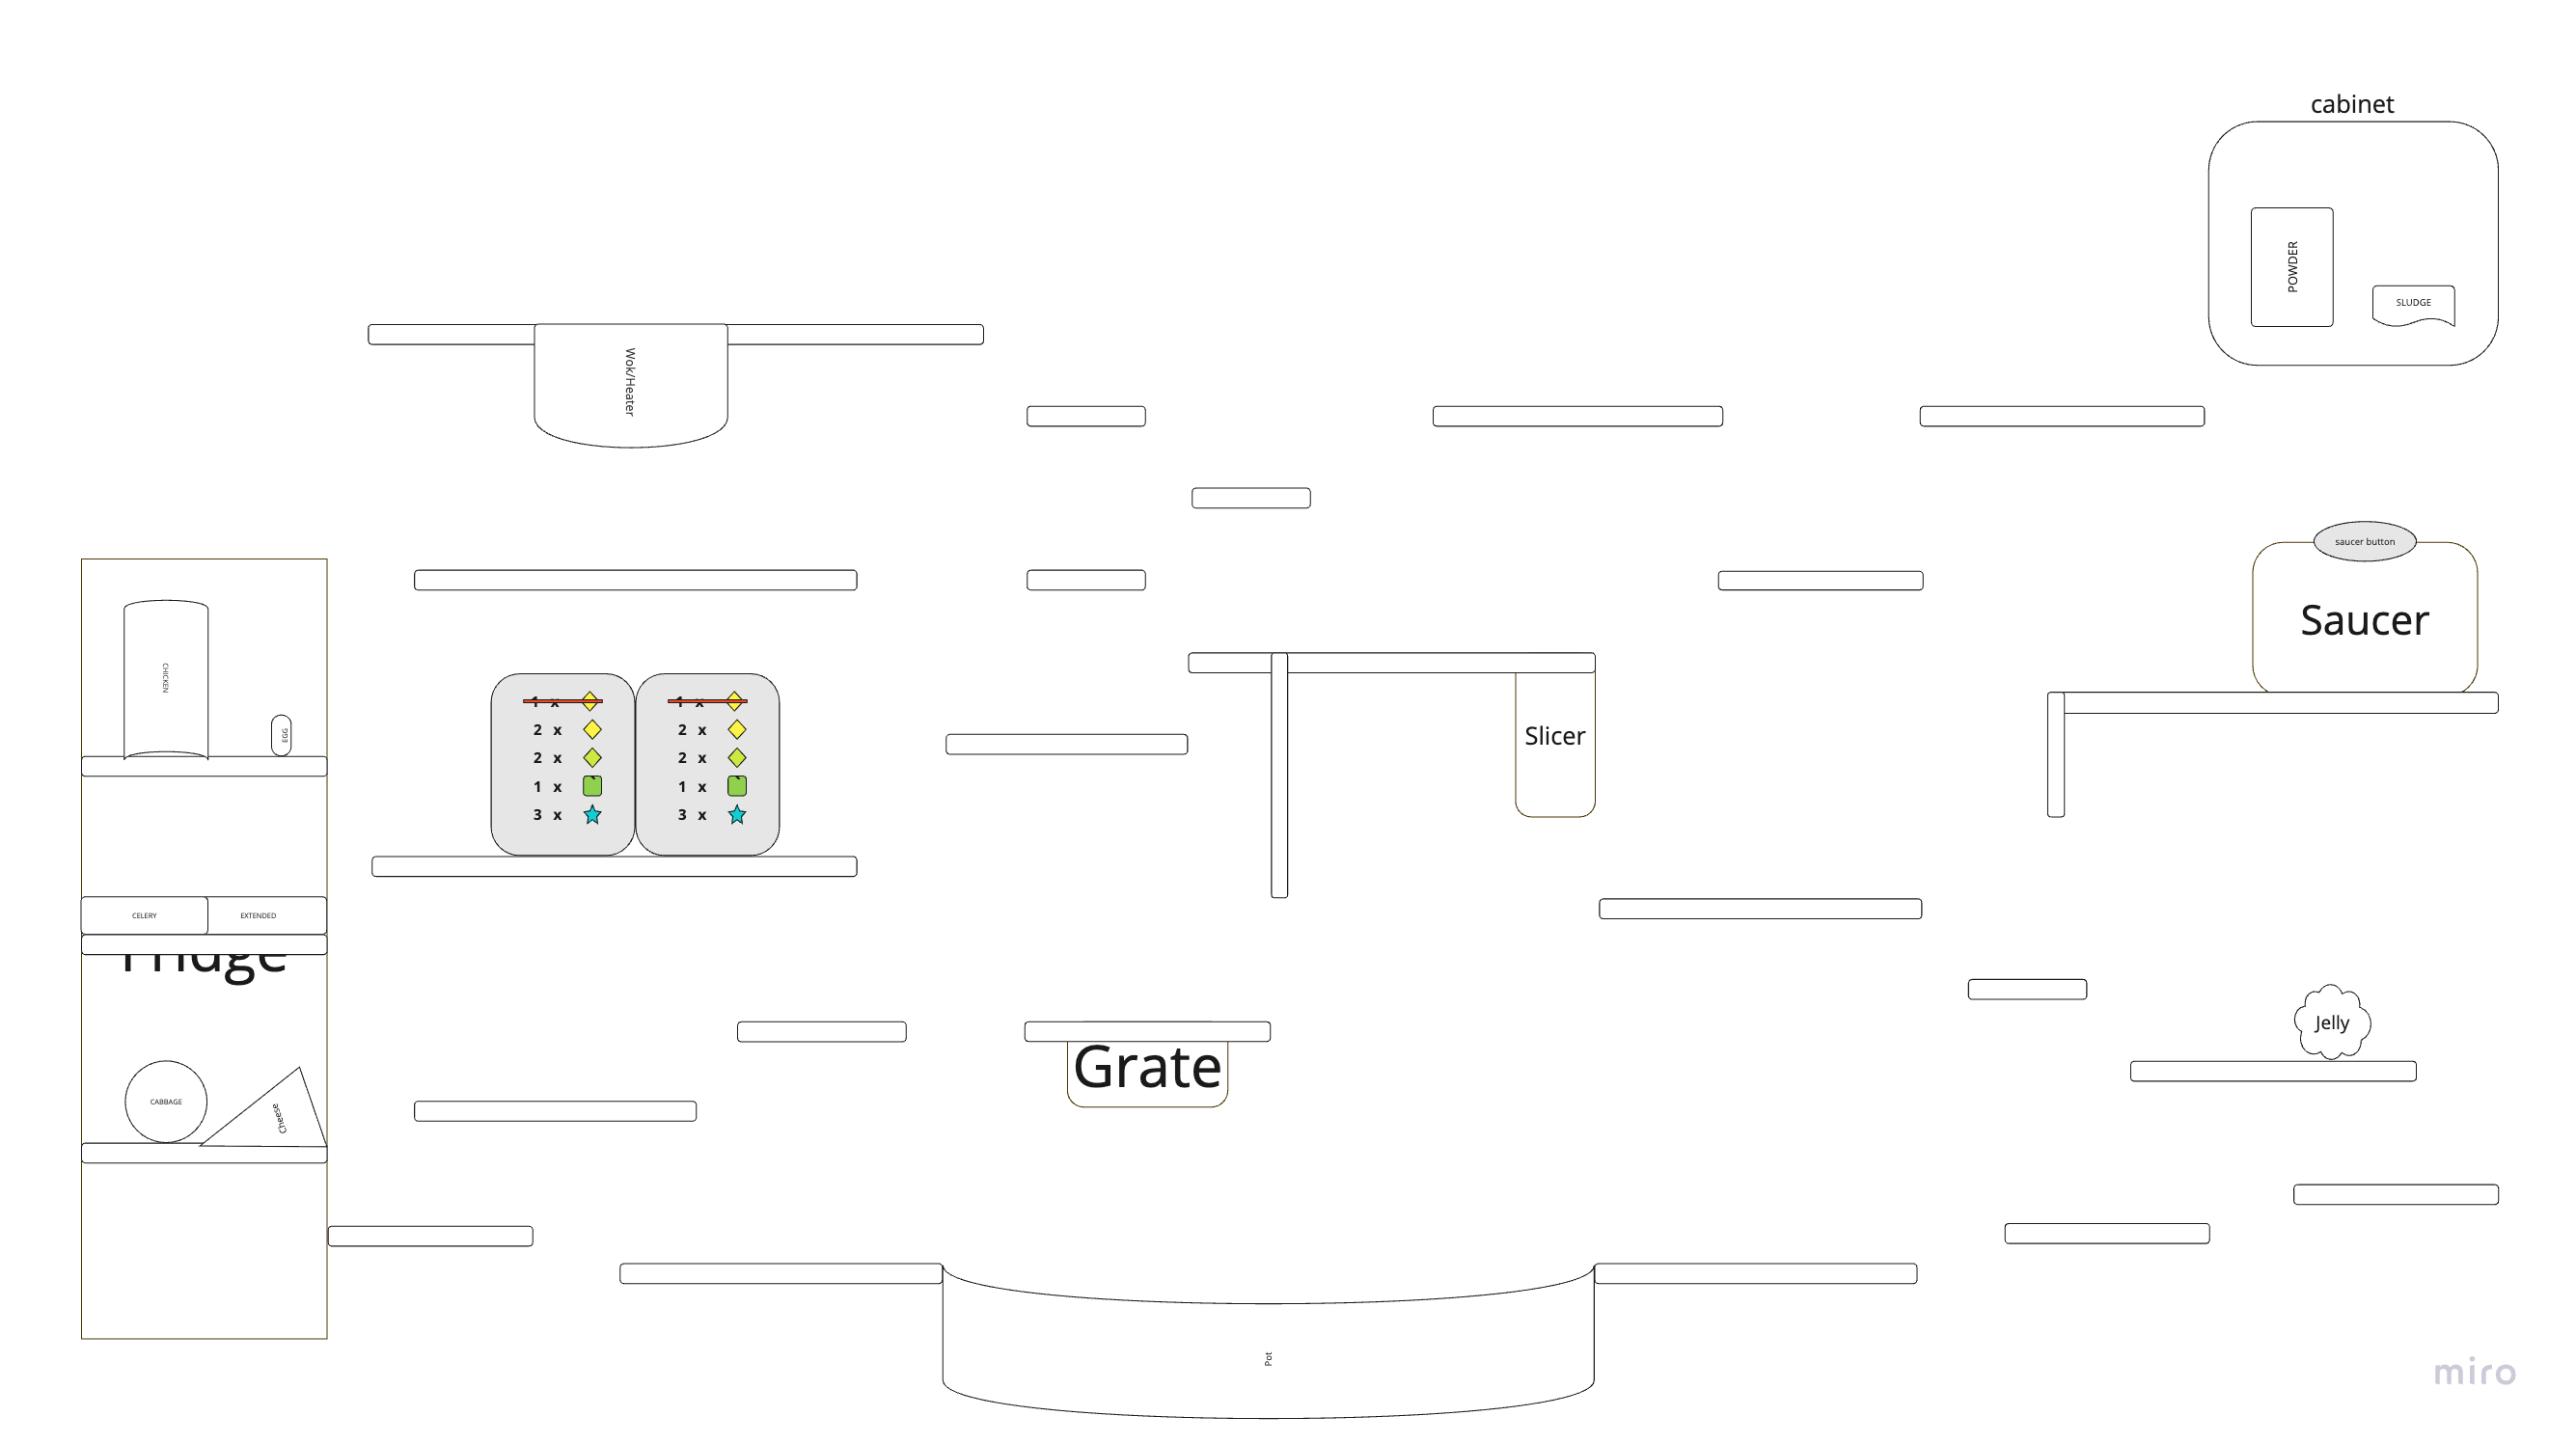 cabinet
POWDER
SLUDGE
Wok/Heater
saucer button
Saucer
CHICKEN
EGG
1 x
2 x
2 x
1 x
3 x
1 x
2 x
2 x
1 x
3 x
Slicer
CELERY
EXTENDED
Fridge
Jelly
Grate
CABBAGE
Cheese
Pot
miro